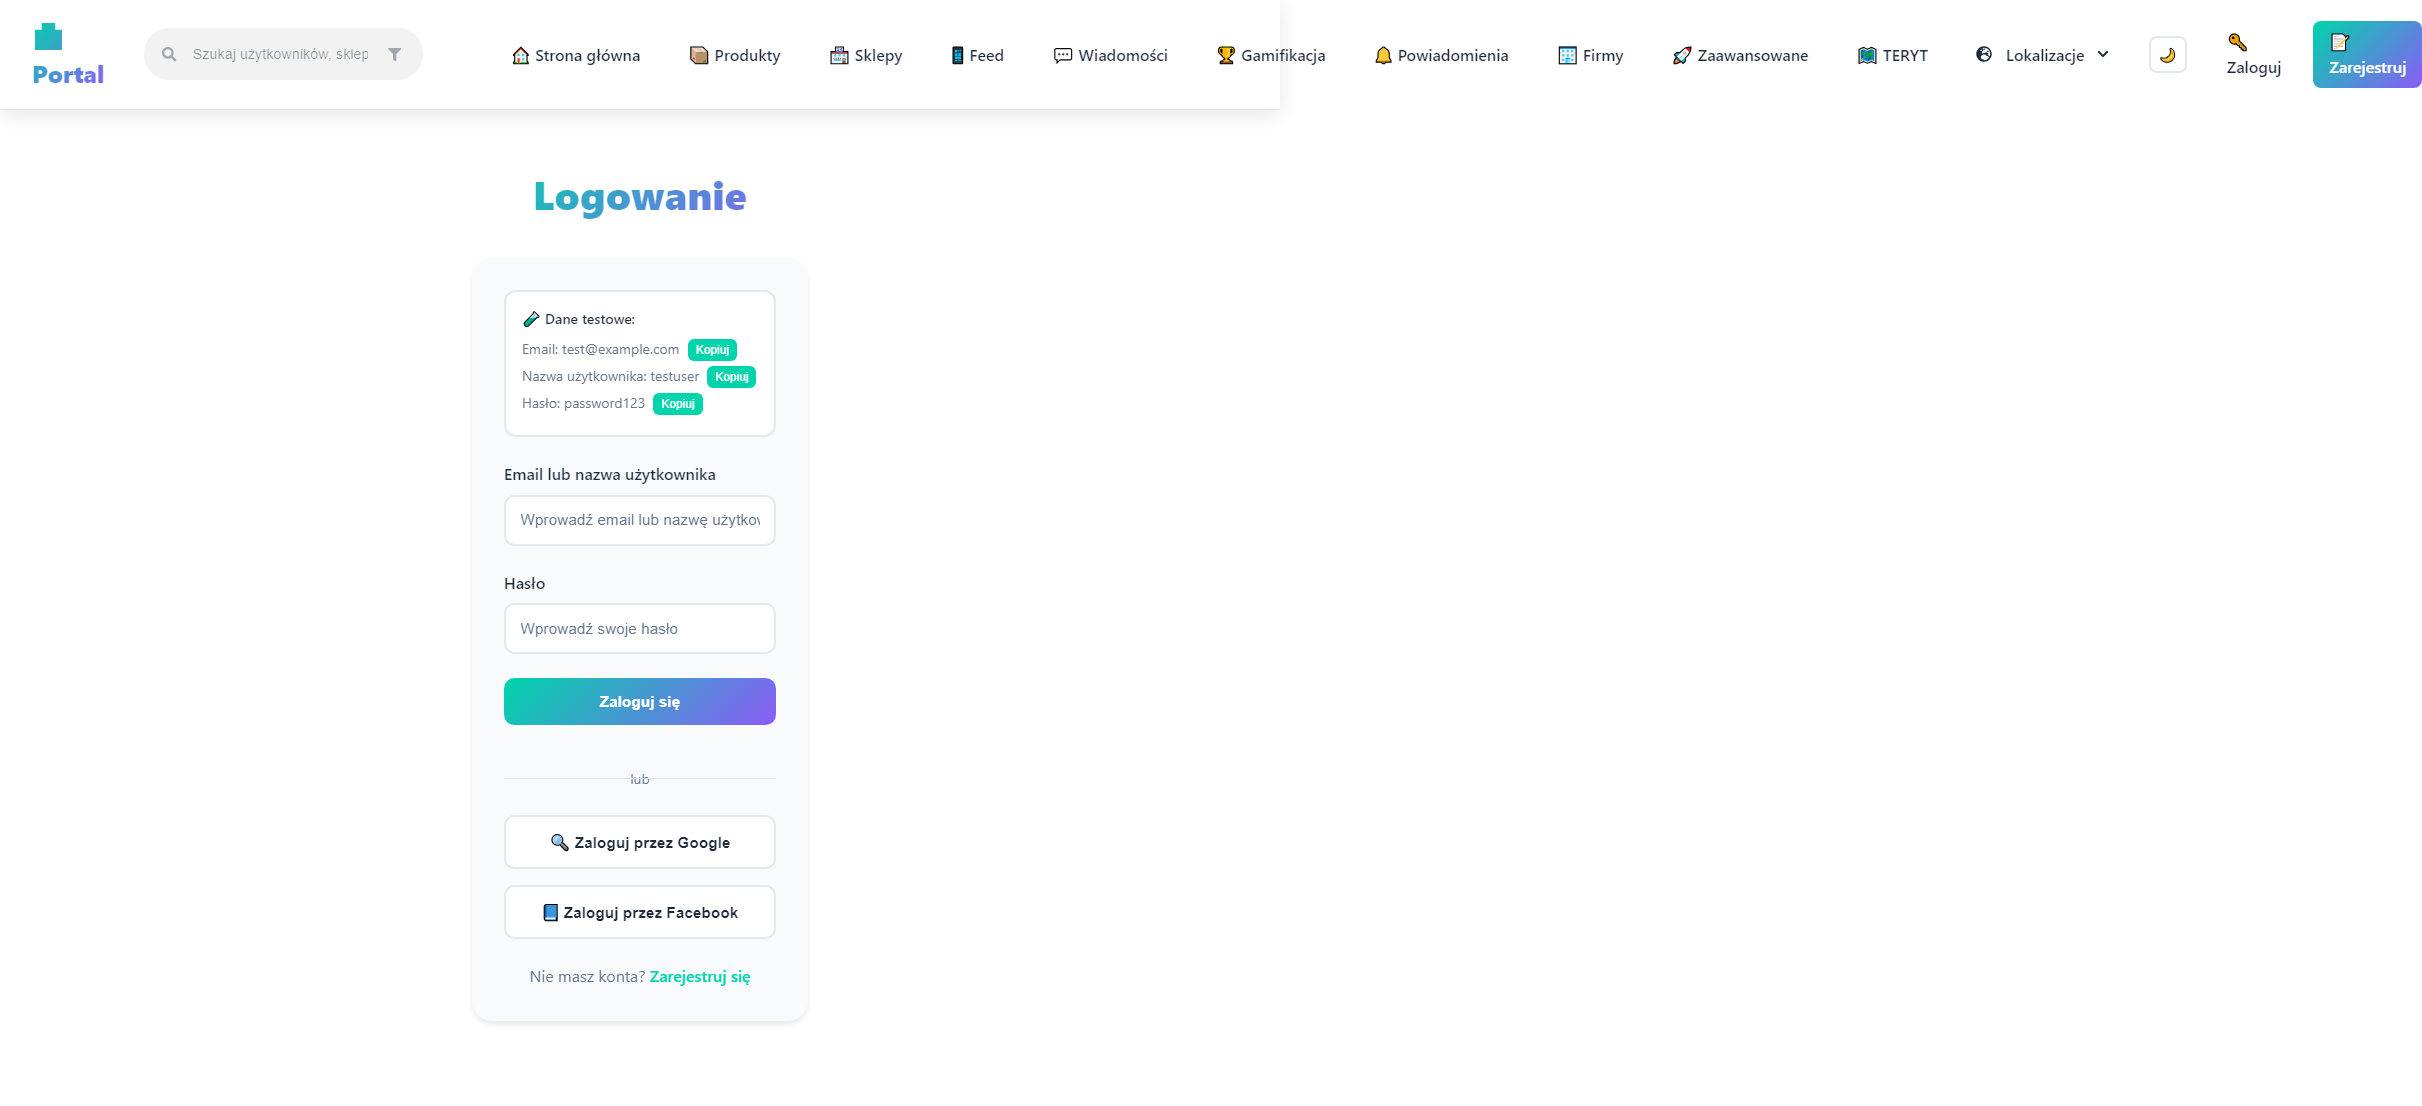 Portal
Szukaj użytkowników, sklep
Strona główna
Produkty
Sklepy
Feed
Wiadomości
Gamifikacja
Powiadomienia
Firmy
Zaawansowane
TERYT
Lokalizacje
Zaloguj
Zarejestruj
Logowanie
Dane testowe:
Email: test@example.com Kopiuj
Nazwa użytkownika: testuser Kopiuj
Hasło: password123 Kopiuj
Email lub nazwa użytkownika
Wprowadź email lub nazwę użytkow
Hasło
Wprowadź swoje hasło
Zaloguj się
lub
Zaloguj przez Google
Zaloguj przez Facebook
Nie masz konta? Zarejestruj się